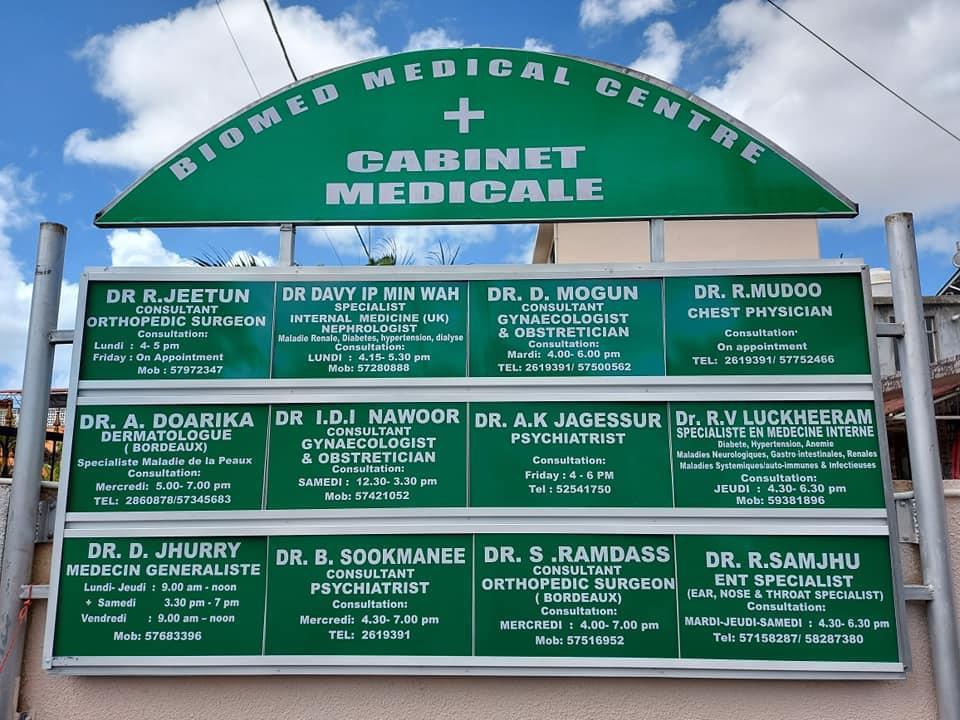 BIOMED MEDICAL CENTRE
CABINET
MEDICALE
DR R.JEETUN
CONSULTANT
ORTHOPEDIC SURGEON
Consultation:
Lundi : 4- 5 pm
Friday : On Appointment
Mob : 57972347
DR DAVY IP MIN WAH
SPECIALIST
INTERNAL MEDICINE (UK)
NEPHROLOGIST
Maladie Renale, Diabetes, hypertension, dialyse
Consultation:
LUNDI : 4.15- 5.30 pm
Mob: 57280888
DR. D. MOGUN
CONSULTANT
GYNAECOLOGIST
& OBSTRETICIAN
Consultation:
Mardi: 4.00- 6.00 pm
TEL: 2619391/ 57500562
DR. R.MUDOO
CHEST PHYSICIAN
Consultation·
On appointment
TEL: 2619391/ 57752466
DR. A. DOARIKA
DERMATOLOGUE
( BORDEAUX)
Specialiste Maladie de la Peaux
Consultation:
Mercredi: 5.00- 7.00 pm
TEL: 2860878/57345683
DR I.D.I NAWOOR
CONSULTANT
GYNAECOLOGIST
& OBSTRETICIAN
Consultation:
SAMEDI : 12.30- 3.30 pm
Mob: 57421052
DR. A.K JAGESSUR
PSYCHIATRIST
Consultation:
Friday : 4 - 6 PM
Tel : 52541750
Dr. R.V LUCKHEERAM
SPECIALISTE EN MEDECINE INTERNE
Diabete, Hypertension, Anemie
Maladies Neurologiques, Gastro intestinales, Renales
Maladies Systemiques/auto-immunes & Infectieuses
Consultation:
JEUDI : 4.30- 6.30 pm
Mob: 59381896
DR. D. JHURRY
MEDECIN GENERALISTE
Lundi- Jeudi : 9.00 am - noon
+ Samedi 3.30 pm - 7 pm
Vendredi : 9.00 am – noon
Mob: 57683396
DR. B. SOOKMANEE
CONSULTANT
PSYCHIATRIST
Consultation:
Mercredi: 4.30- 7.00 pm
TEL: 2619391
DR. S .RAMDASS
CONSULTANT
ORTHOPEDIC SURGEON
( BORDEAUX)
Consultation:
MERCREDI : 4.00- 7.00 pm
Mob: 57516952
DR. R.SAMJHU
ENT SPECIALIST
(EAR, NOSE & THROAT SPECIALIST)
Consultation:
MARDI-JEUDI-SAMEDI : 4.30- 6.30 pm
Tel: 57158287/ 58287380